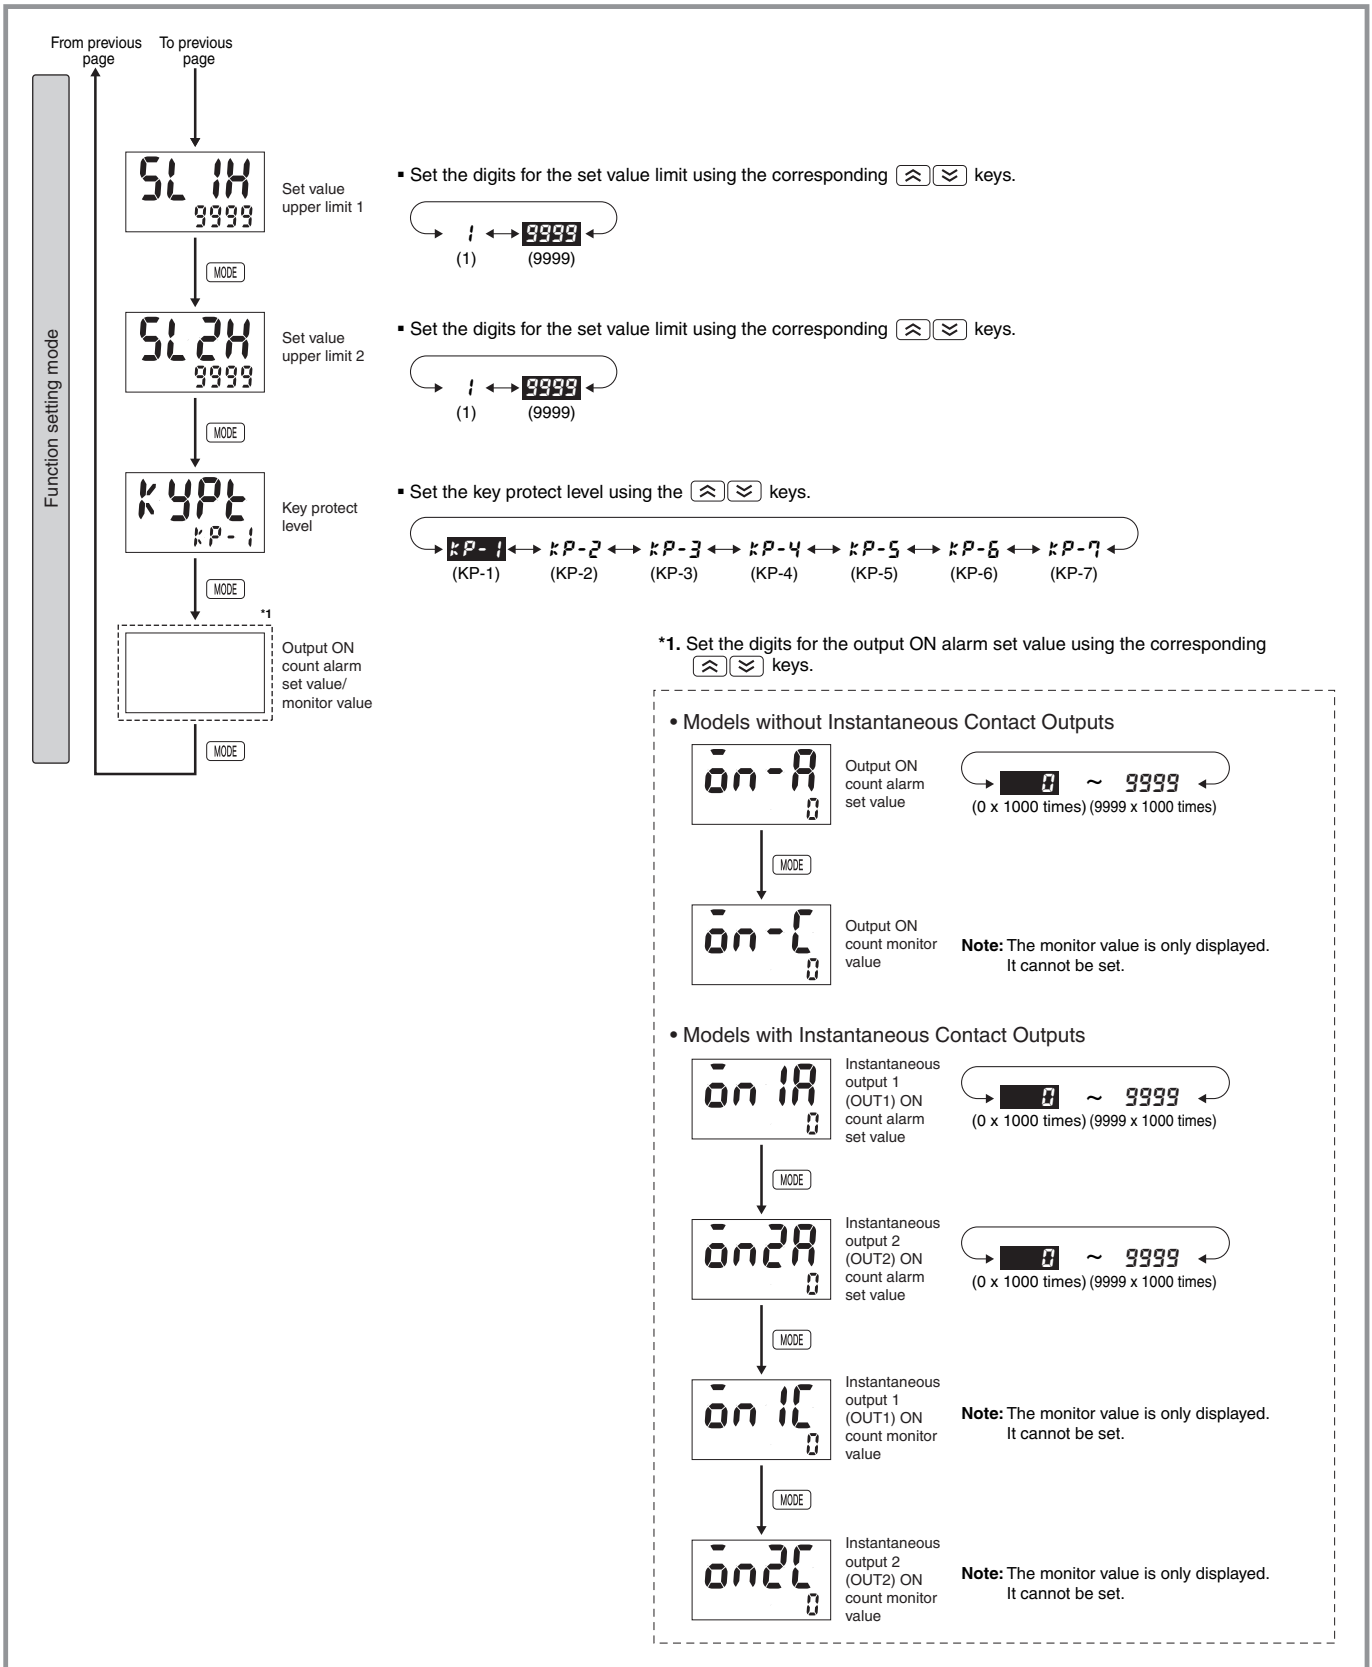 From previous page
To previous page
Function setting mode
SL 1H
9999
Set value
upper limit 1
▪ Set the digits for the set value limit using the corresponding keys.
1 9999
(1) (9999)
MODE
SL2H
9999
Set value
upper limit 2
▪ Set the digits for the set value limit using the corresponding keys.
1 9999
(1) (9999)
MODE
KYPt
KP-1
Key protect
level
▪ Set the key protect level using the keys.
KP-1 KP-2 KP-3 KP-4 KP-5 KP-6 KP-7
(KP-1) (KP-2) (KP-3) (KP-4) (KP-5) (KP-6) (KP-7)
MODE
*1
Output ON
count alarm
set value/
monitor value
MODE
*1. Set the digits for the output ON alarm set value using the corresponding
keys.
• Models without Instantaneous Contact Outputs
on-A
0
Output ON
count alarm
set value
0 ~ 9999
(0 x 1000 times) (9999 x 1000 times)
MODE
on-C
0
Output ON
count monitor
value
Note: The monitor value is only displayed.
It cannot be set.
• Models with Instantaneous Contact Outputs
on 1A
0
Instantaneous
output 1
(OUT1) ON
count alarm
set value
0 ~ 9999
(0 x 1000 times) (9999 x 1000 times)
MODE
on2A
0
Instantaneous
output 2
(OUT2) ON
count alarm
set value
0 ~ 9999
(0 x 1000 times) (9999 x 1000 times)
MODE
on 1C
0
Instantaneous
output 1
(OUT1) ON
count monitor
value
Note: The monitor value is only displayed.
It cannot be set.
MODE
on2C
0
Instantaneous
output 2
(OUT2) ON
count monitor
value
Note: The monitor value is only displayed.
It cannot be set.